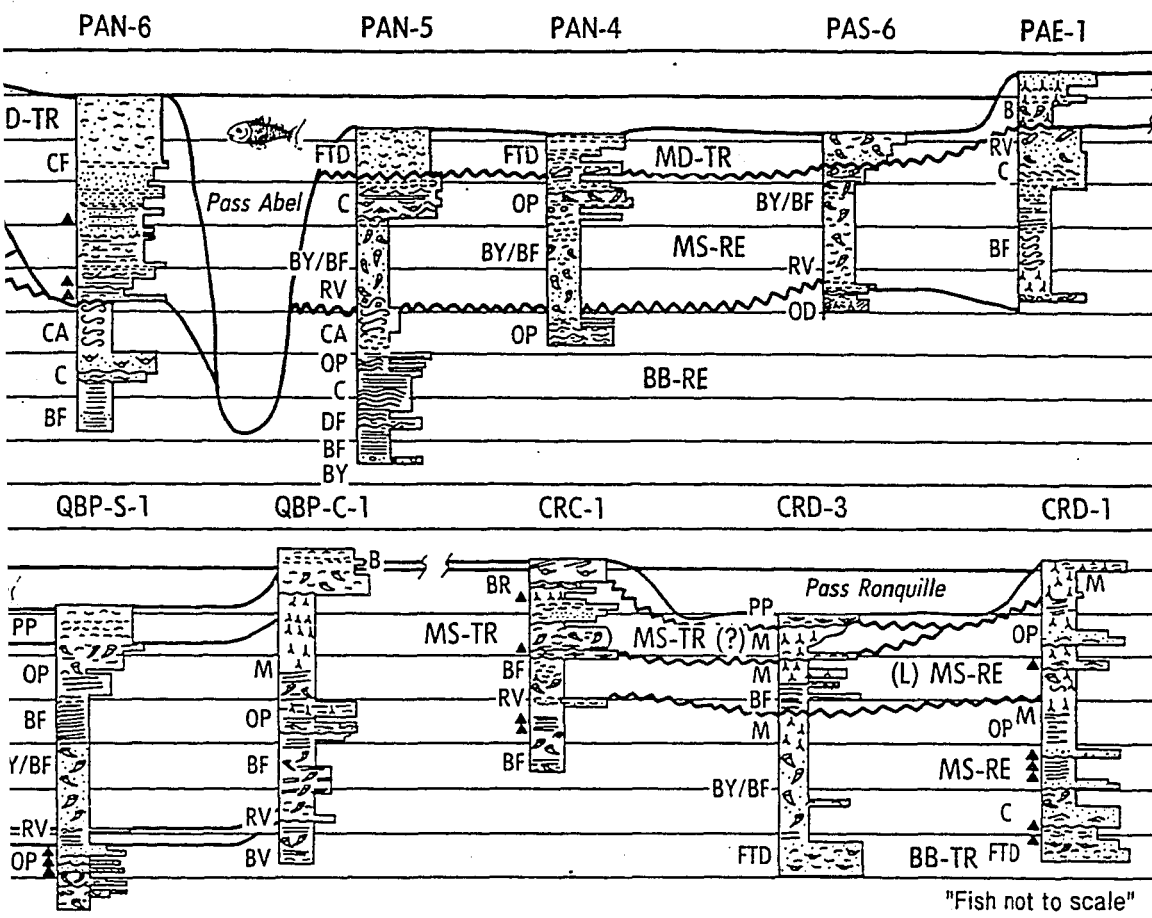 PAN-6 PAN-5 PAN-4 PAS-6 PAE-1
D-TR
B
CF FTD FTD MD-TR RV
C
Pass Abel C OP BY/BF
BY/BF BY/BF MS-RE BF
RV RV
OD
CA CA OP
OP
C C BB-RE
BF DF
BF
BY
QBP-S-1 QBP-C-1 CRC-1 CRD-3 CRD-1
B BR Pass Ronquille M
PP PP
MS-TR MS-TR (?) M OP
OP M BF M (L) MS-RE
RV BF
BF OP M OP M
Y/BF BF BF MS-RE
BY/BF
RV RV C
OP BV FTD BB-TR FTD
"Fish not to scale"